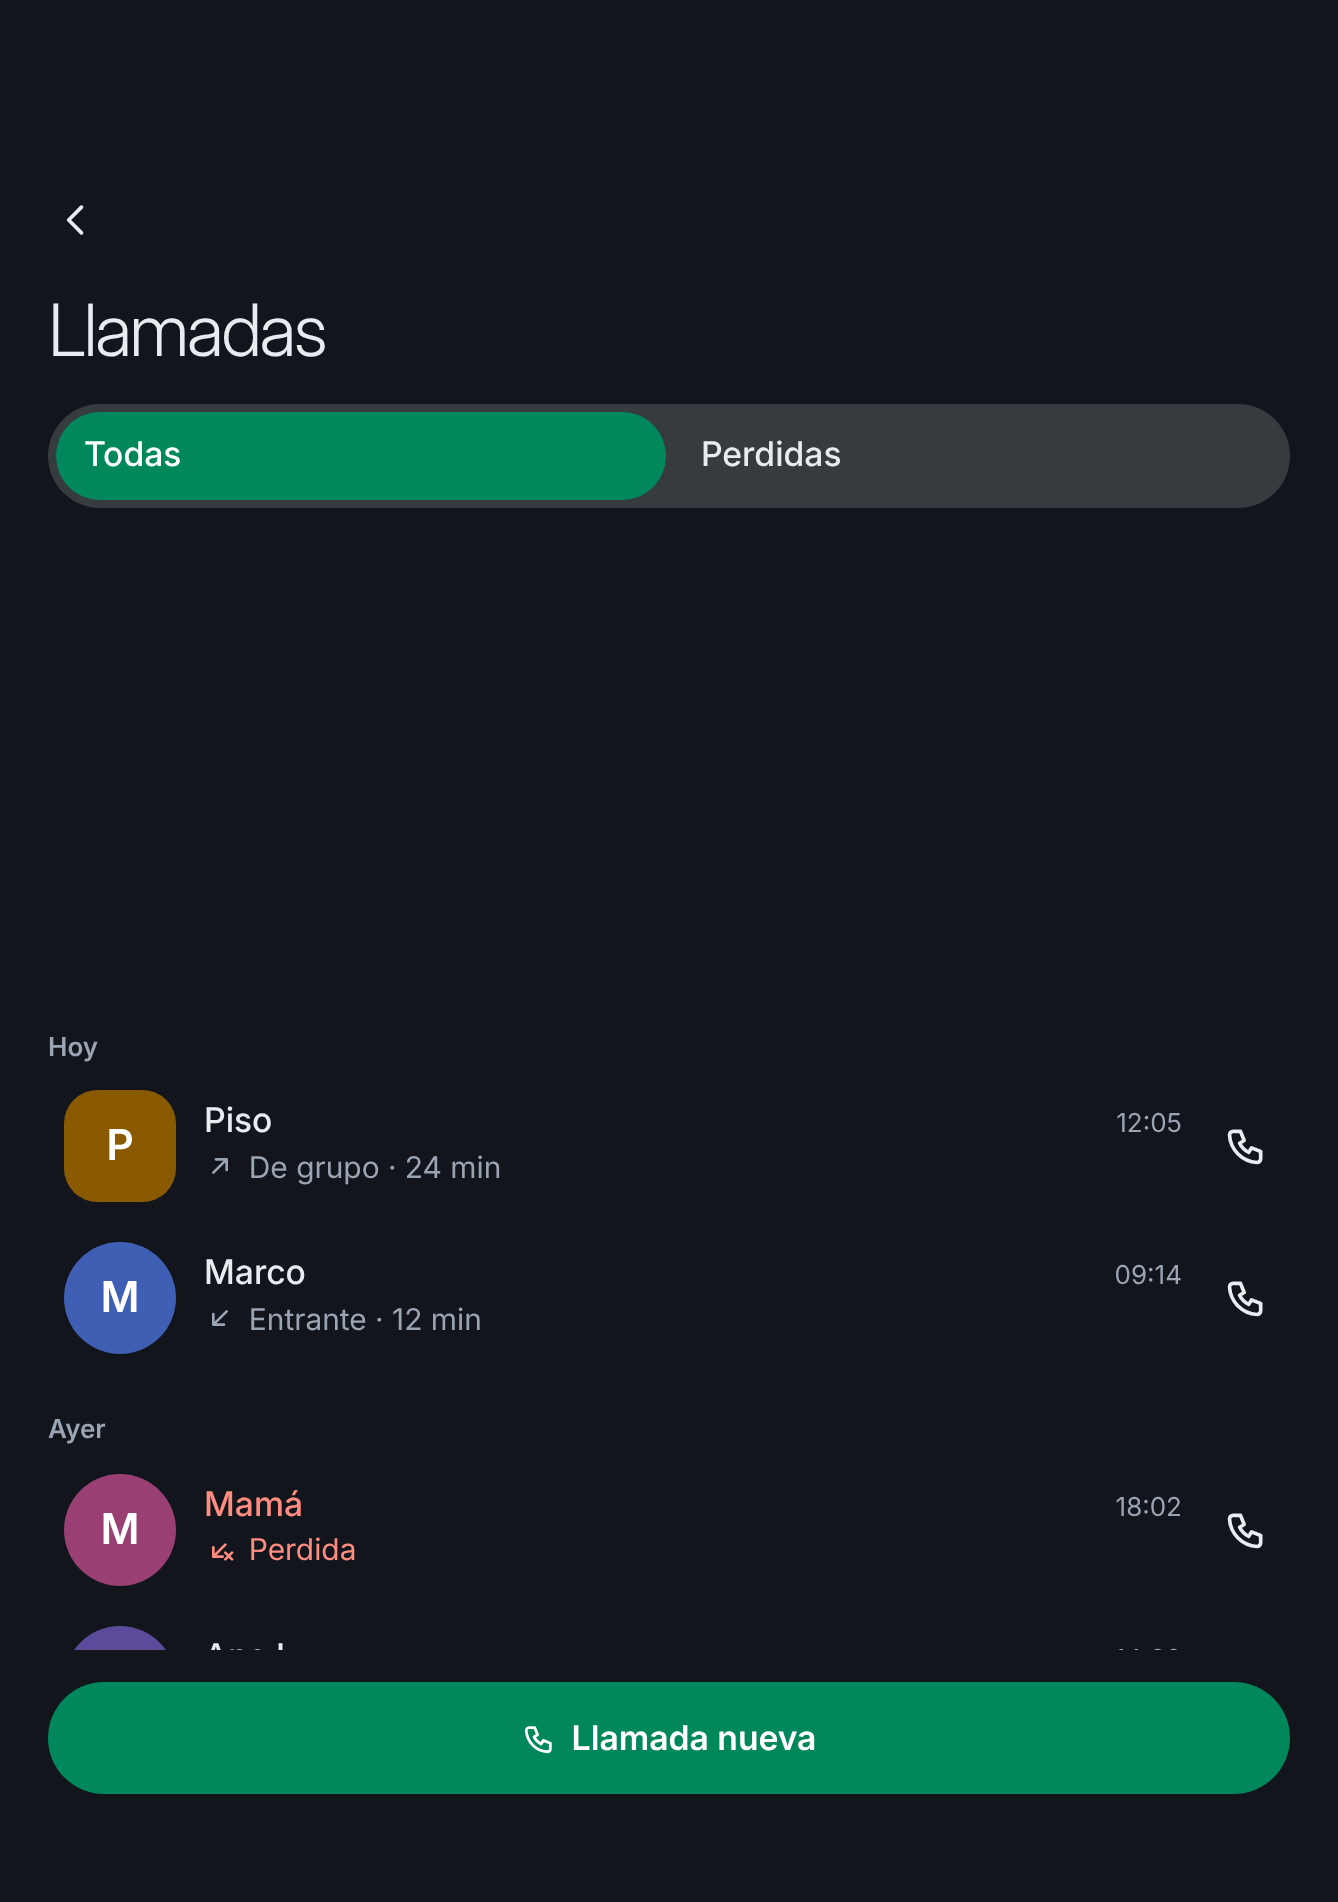 Llamadas
Todas
Perdidas
Hoy
P
Piso
12:05
De grupo · 24 min
M
Marco
09:14
Entrante · 12 min
Ayer
M
Mamá
18:02
Perdida
Llamada nueva